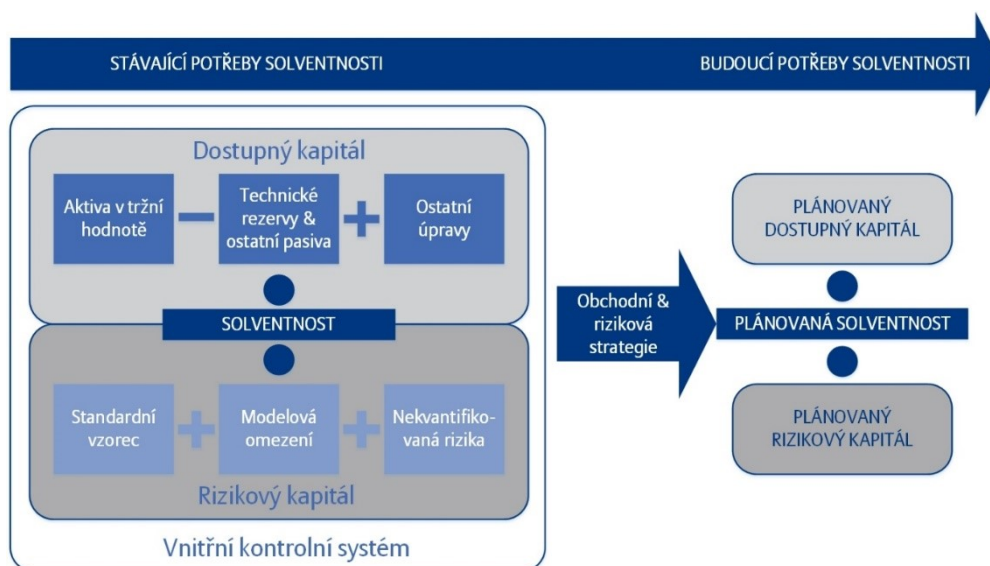 STÁVAJÍCÍ POTŘEBY SOLVENTNOSTI
BUDOUCÍ POTŘEBY SOLVENTNOSTI
Dostupný kapitál
Aktiva v tržní
hodnotě
Technické
rezervy &
ostatní pasiva
Ostatní
úpravy
SOLVENTNOST
Standardní
vzorec
Modelová
omezení
Nekvantifiko-
vaná rizika
Rizikový kapitál
Vnitřní kontrolní systém
Obchodní &
riziková
strategie
PLÁNOVANÝ
DOSTUPNÝ KAPITÁL
PLÁNOVANÁ SOLVENTNOST
PLÁNOVANÝ
RIZIKOVÝ KAPITÁL